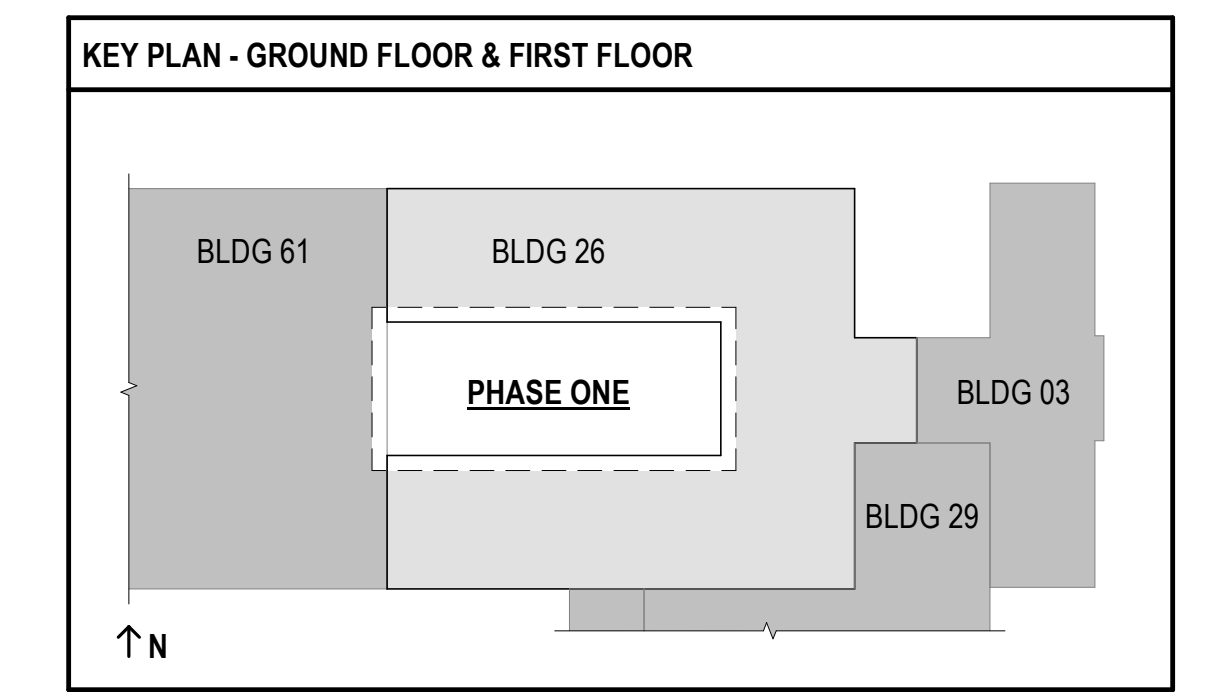 KEY PLAN - GROUND FLOOR & FIRST FLOOR
BLDG 61
BLDG 26
PHASE ONE
BLDG 03
BLDG 29
N